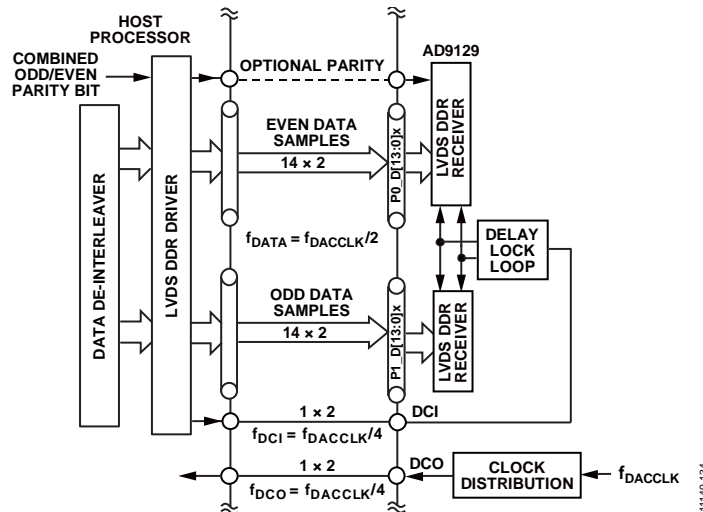 HOST
PROCESSOR
COMBINED
ODD/EVEN
PARITY BIT
OPTIONAL PARITY
AD9129
DATA DE-INTERLEAVER
LVDS DDR DRIVER
EVEN DATA
SAMPLES
14 × 2
P0_D[13:0]x
LVDS DDR
RECEIVER
fDATA = fDACCLK/2
DELAY
LOCK
LOOP
ODD DATA
SAMPLES
14 × 2
P1_D[13:0]x
LVDS DDR
RECEIVER
1 × 2
DCI
fDCI = fDACCLK/4
1 × 2
DCO
fDCO = fDACCLK/4
CLOCK
DISTRIBUTION
fDACCLK